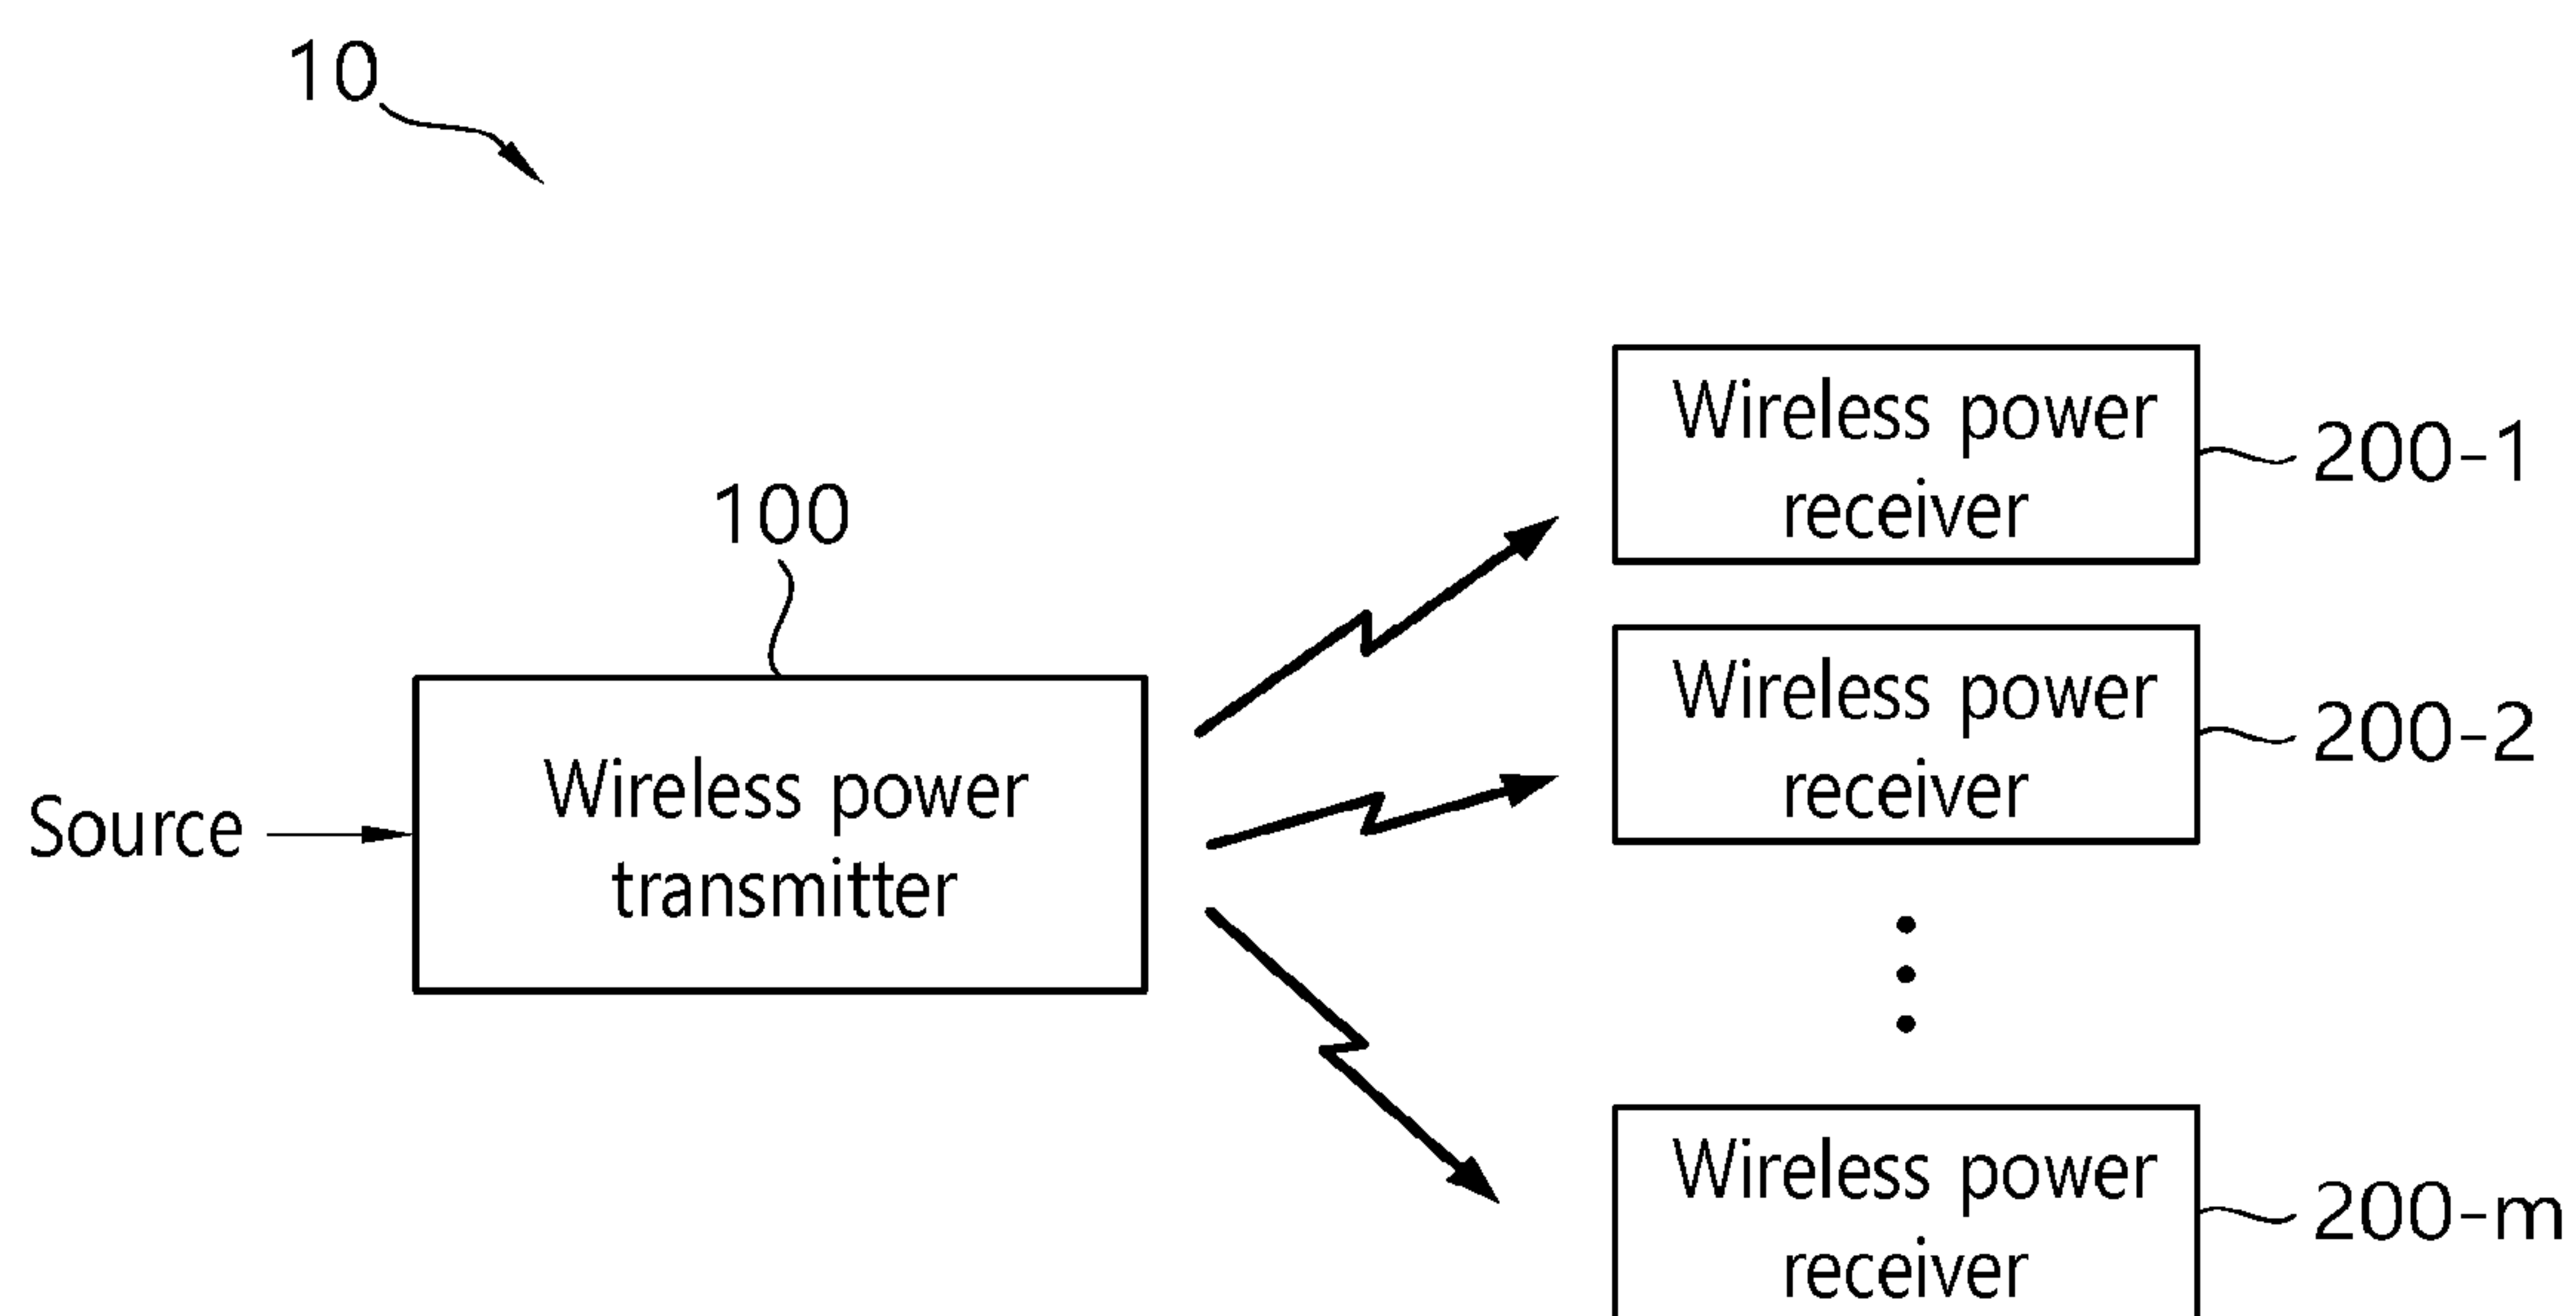 10
100
Source
Wireless power
transmitter
Wireless power
receiver
200-1
Wireless power
receiver
200-2
Wireless power
receiver
200-m